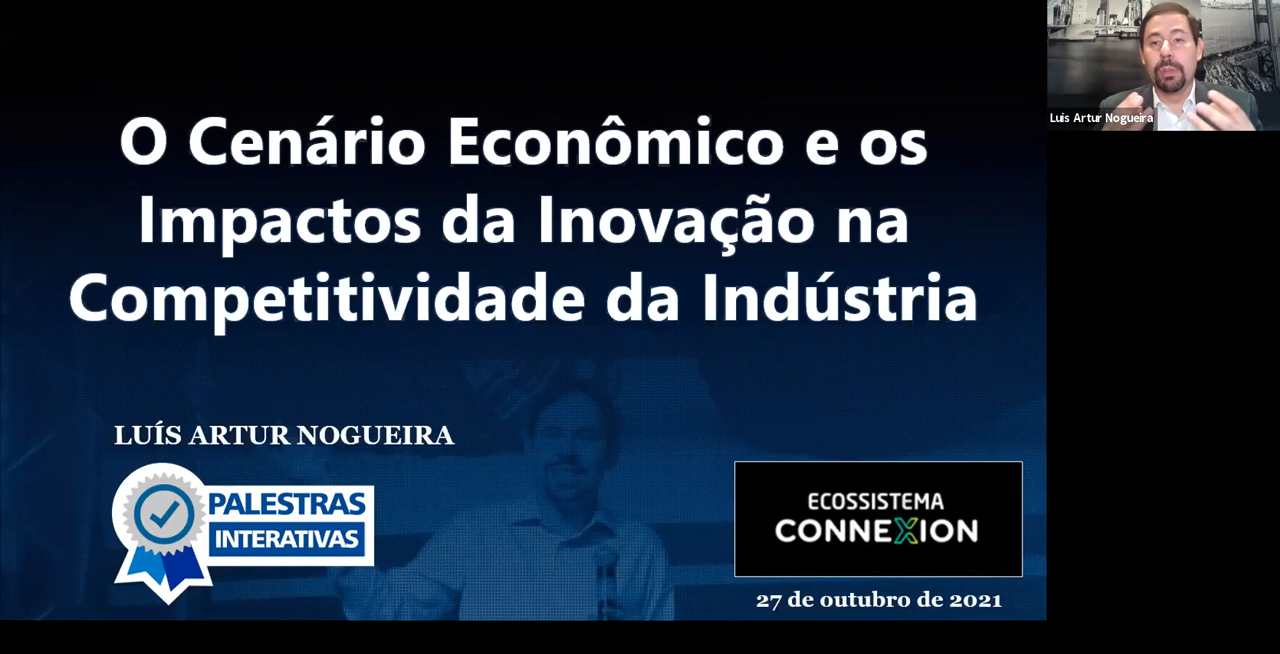 O Cenário Econômico e os
Impactos da Inovação na
Competitividade da Indústria
Luis Artur Nogueira
LUÍS ARTUR NOGUEIRA
PALESTRAS
INTERATIVAS
ECOSSISTEMA
CONNEXION
27 de outubro de 2021